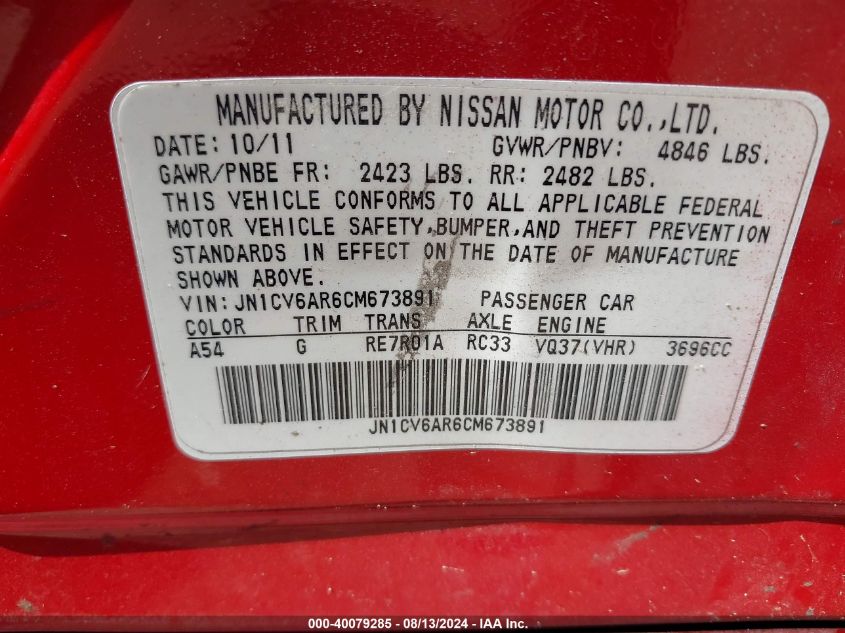 MANUFACTURED BY NISSAN MOTOR CO.,LTD.
DATE: 10/11 GVWR/PNBV: 4846 LBS.
GAWR/PNBE FR: 2423 LBS. RR: 2482 LBS.
THIS VEHICLE CONFORMS TO ALL APPLICABLE FEDERAL
MOTOR VEHICLE SAFETY,BUMPER,AND THEFT PREVENTION
STANDARDS IN EFFECT ON THE DATE OF MANUFACTURE
SHOWN ABOVE.
VIN: JN1CV6AR6CM673891 PASSENGER CAR
COLOR TRIM TRANS AXLE ENGINE
A54 G RE7R01A RC33 VQ37(VHR) 3696CC
JN1CV6AR6CM673891
000-40079285 - 08/13/2024 - IAA, Inc.